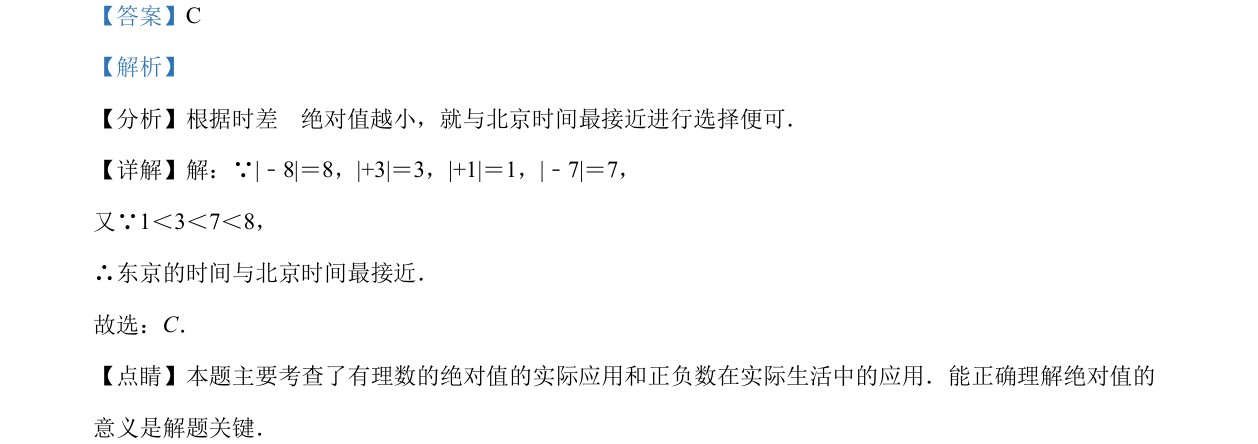 【答案】C
【解析】
【分析】根据时差 绝对值越小，就与北京时间最接近进行选择便可．
【详解】解：∵|﹣8|＝8，|+3|＝3，|+1|＝1，|﹣7|＝7，
又∵1＜3＜7＜8，
∴东京的时间与北京时间最接近．
故选：C．
【点睛】本题主要考查了有理数的绝对值的实际应用和正负数在实际生活中的应用．能正确理解绝对值的
意义是解题关键．